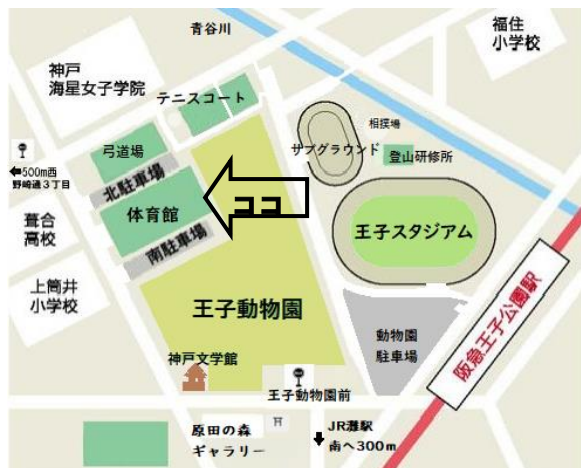 青谷川
福住
小学校
神戸
海星女子学院
テニスコート
相撲場
サブグラウンド
登山研修所
弓道場
←500m西
野崎通3丁目
北駐車場
ココ
体育館
葺合
高校
南駐車場
王子スタジアム
上筒井
小学校
王子動物園
動物園
駐車場
阪急王子公園駅
神戸文学館
王子動物園前
原田の森
ギャラリー
JR灘駅
南へ300m